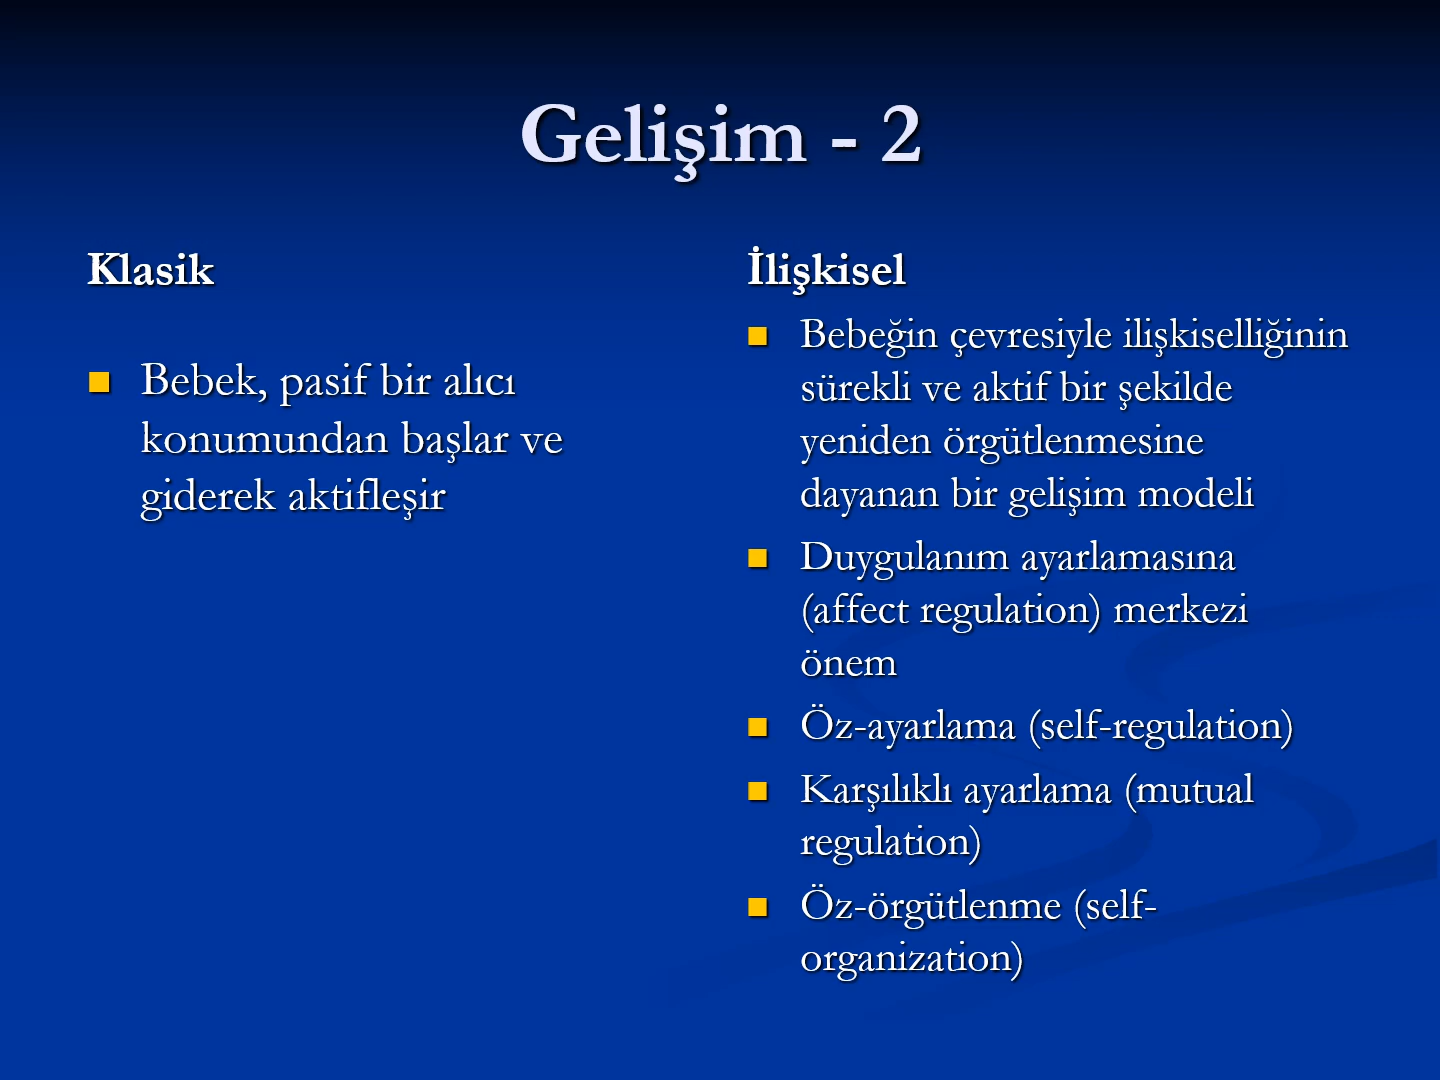 Gelişim - 2
Klasik
Bebek, pasif bir alıcı
konumundan başlar ve
giderek aktifleşir
İlişkisel
Bebeğin çevresiyle ilişkiselliğinin
sürekli ve aktif bir şekilde
yeniden örgütlenmesine
dayanan bir gelişim modeli
Duygulanım ayarlamasına
(affect regulation) merkezi
önem
Öz-ayarlama (self-regulation)
Karşılıklı ayarlama (mutual
regulation)
Öz-örgütlenme (self-
organization)